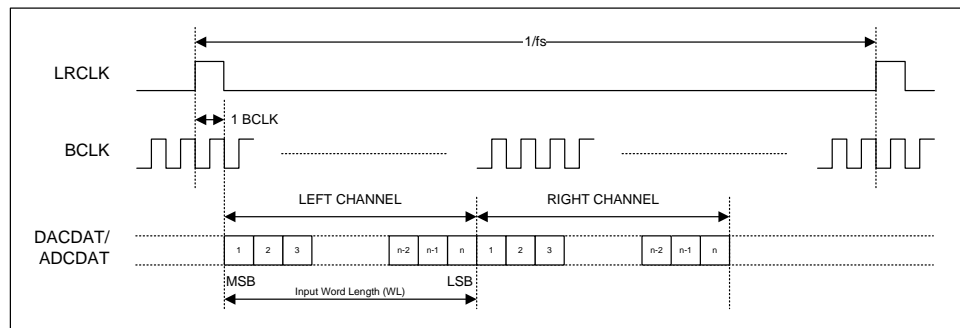 1/fs
LRCLK
1 BCLK
BCLK
LEFT CHANNEL RIGHT CHANNEL
DACDAT/
ADCDAT
1 2 3 n-2 n-1 n 1 2 3 n-2 n-1 n
MSB LSB
Input Word Length (WL)